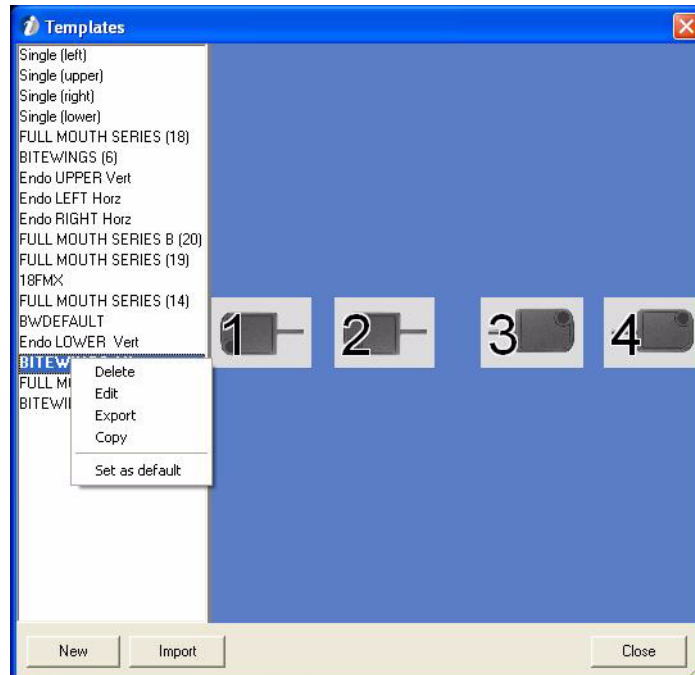 Templates
Single (left)
Single (upper)
Single (right)
Single (lower)
FULL MOUTH SERIES (18)
BITEWINGS (6)
Endo UPPER Vert
Endo LEFT Horz
Endo RIGHT Horz
FULL MOUTH SERIES B (20)
FULL MOUTH SERIES (19)
18FMX
FULL MOUTH SERIES (14)
BWDEFAULT
Endo LOWER Vert
FULL
Delete
Edit
Export
Copy
Set as default
1 2 3 4
New Import Close